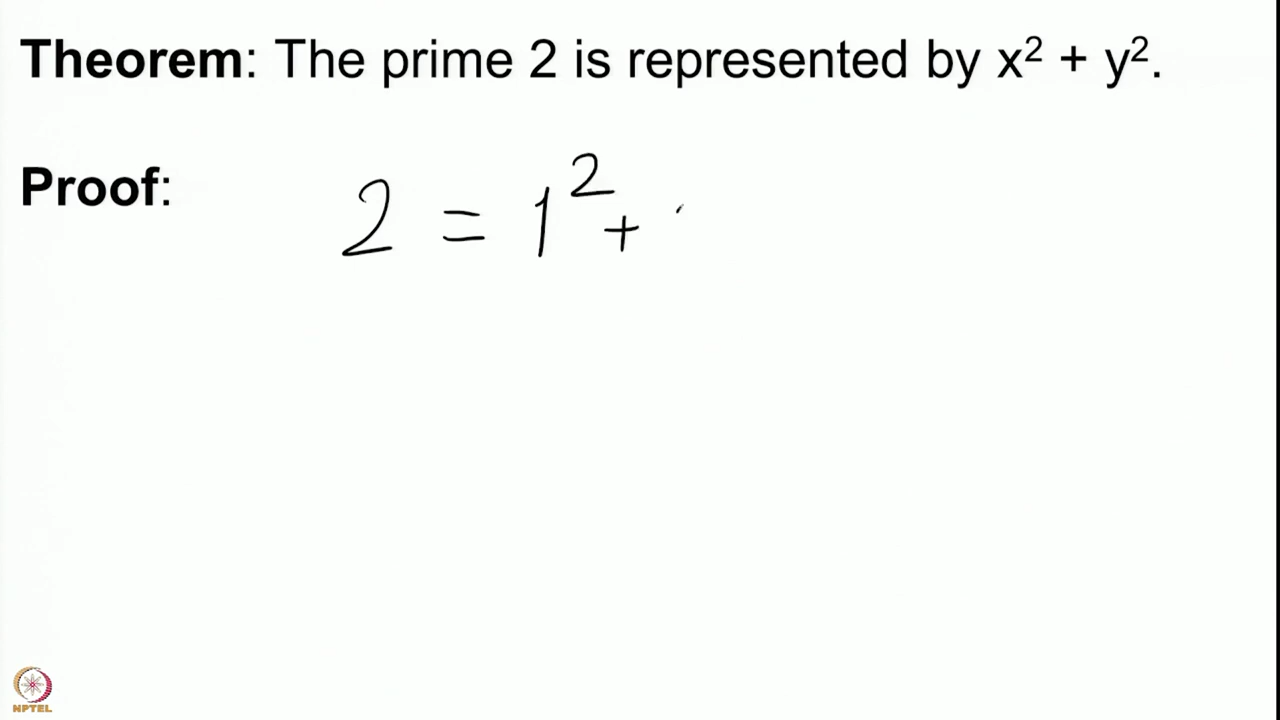 Theorem: The prime 2 is represented by x² + y².
Proof: 2 = 1² +
NPTEL